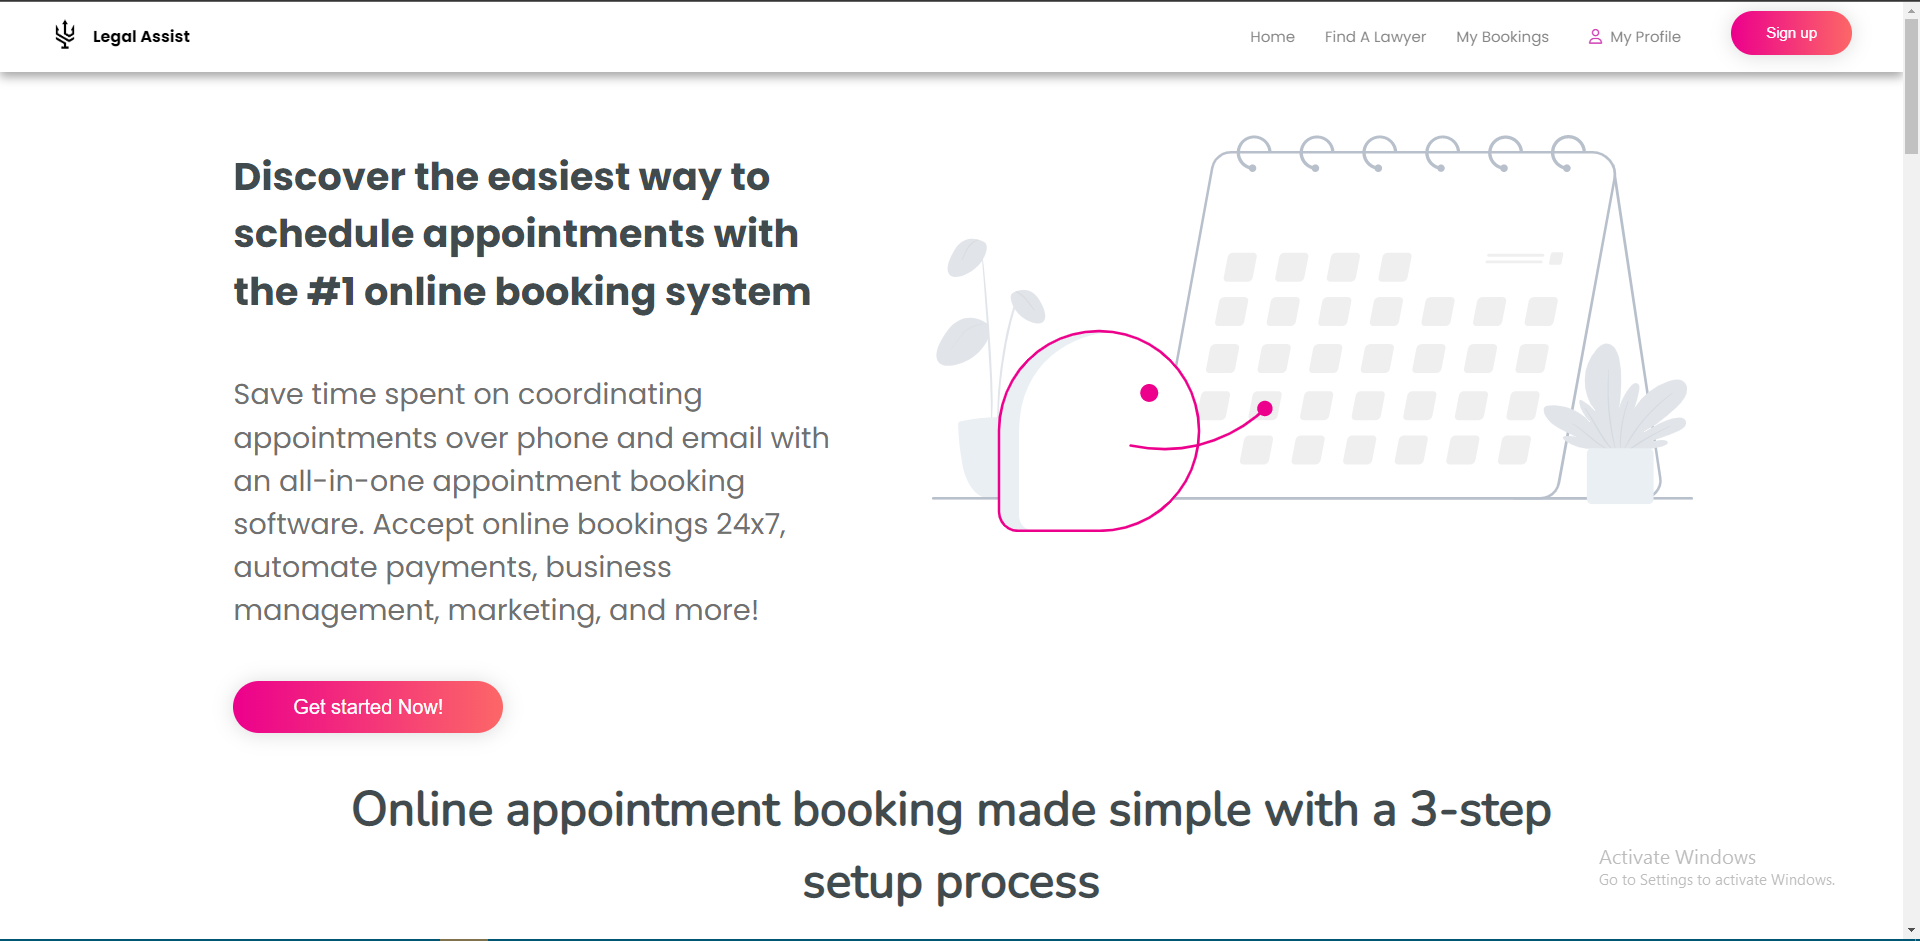 Legal Assist
Home
Find A Lawyer
My Bookings
My Profile
Sign up
Discover the easiest way to
schedule appointments with
the #1 online booking system
Save time spent on coordinating
appointments over phone and email with
an all-in-one appointment booking
software. Accept online bookings 24x7,
automate payments, business
management, marketing, and more!
Get started Now!
Online appointment booking made simple with a 3-step
setup process
Activate Windows
Go to Settings to activate Windows.